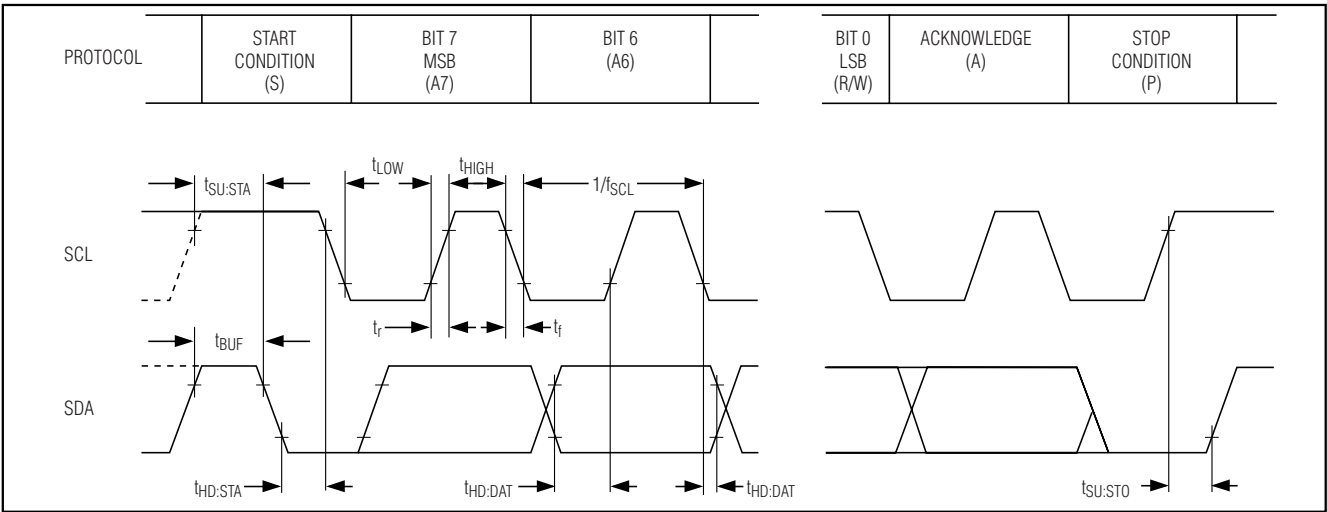 PROTOCOL
START
CONDITION
(S)
BIT 7
MSB
(A7)
BIT 6
(A6)
BIT 0
LSB
(R/W)
ACKNOWLEDGE
(A)
STOP
CONDITION
(P)
tSU:STA
tLOW
tHIGH
1/fSCL
SCL
tr
tf
tBUF
SDA
tHD:STA
tHD:DAT
tHD:DAT
tSU:STO